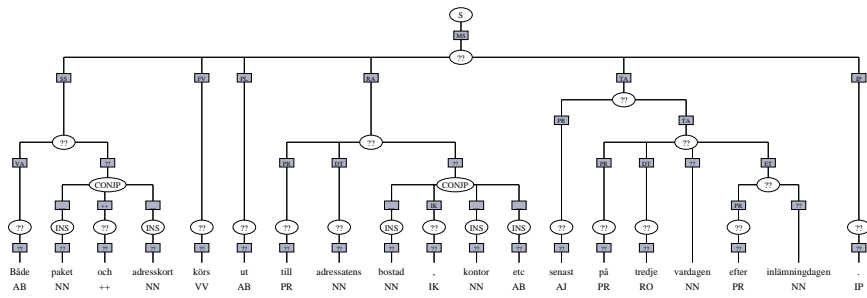 S
MS
??
SS FV PL RA TA IP
??
PR TA
?? ?? ??
VA ?? PR DT ?? PR DT ?? ET
CONJP CONJP ??
++ IK PR ??
?? INS ?? INS ?? ?? ?? ?? INS ?? INS INS ?? ?? ?? ?? ??
?? ?? ?? ?? ?? ?? ?? ?? ?? ?? ?? ?? ?? ?? ?? ?? ??
Både paket och adresskort körs ut till adressatens bostad , kontor etc senast på tredje vardagen efter inlämningdagen .
AB NN ++ NN VV AB PR NN NN IK NN AB AJ PR RO NN PR NN IP